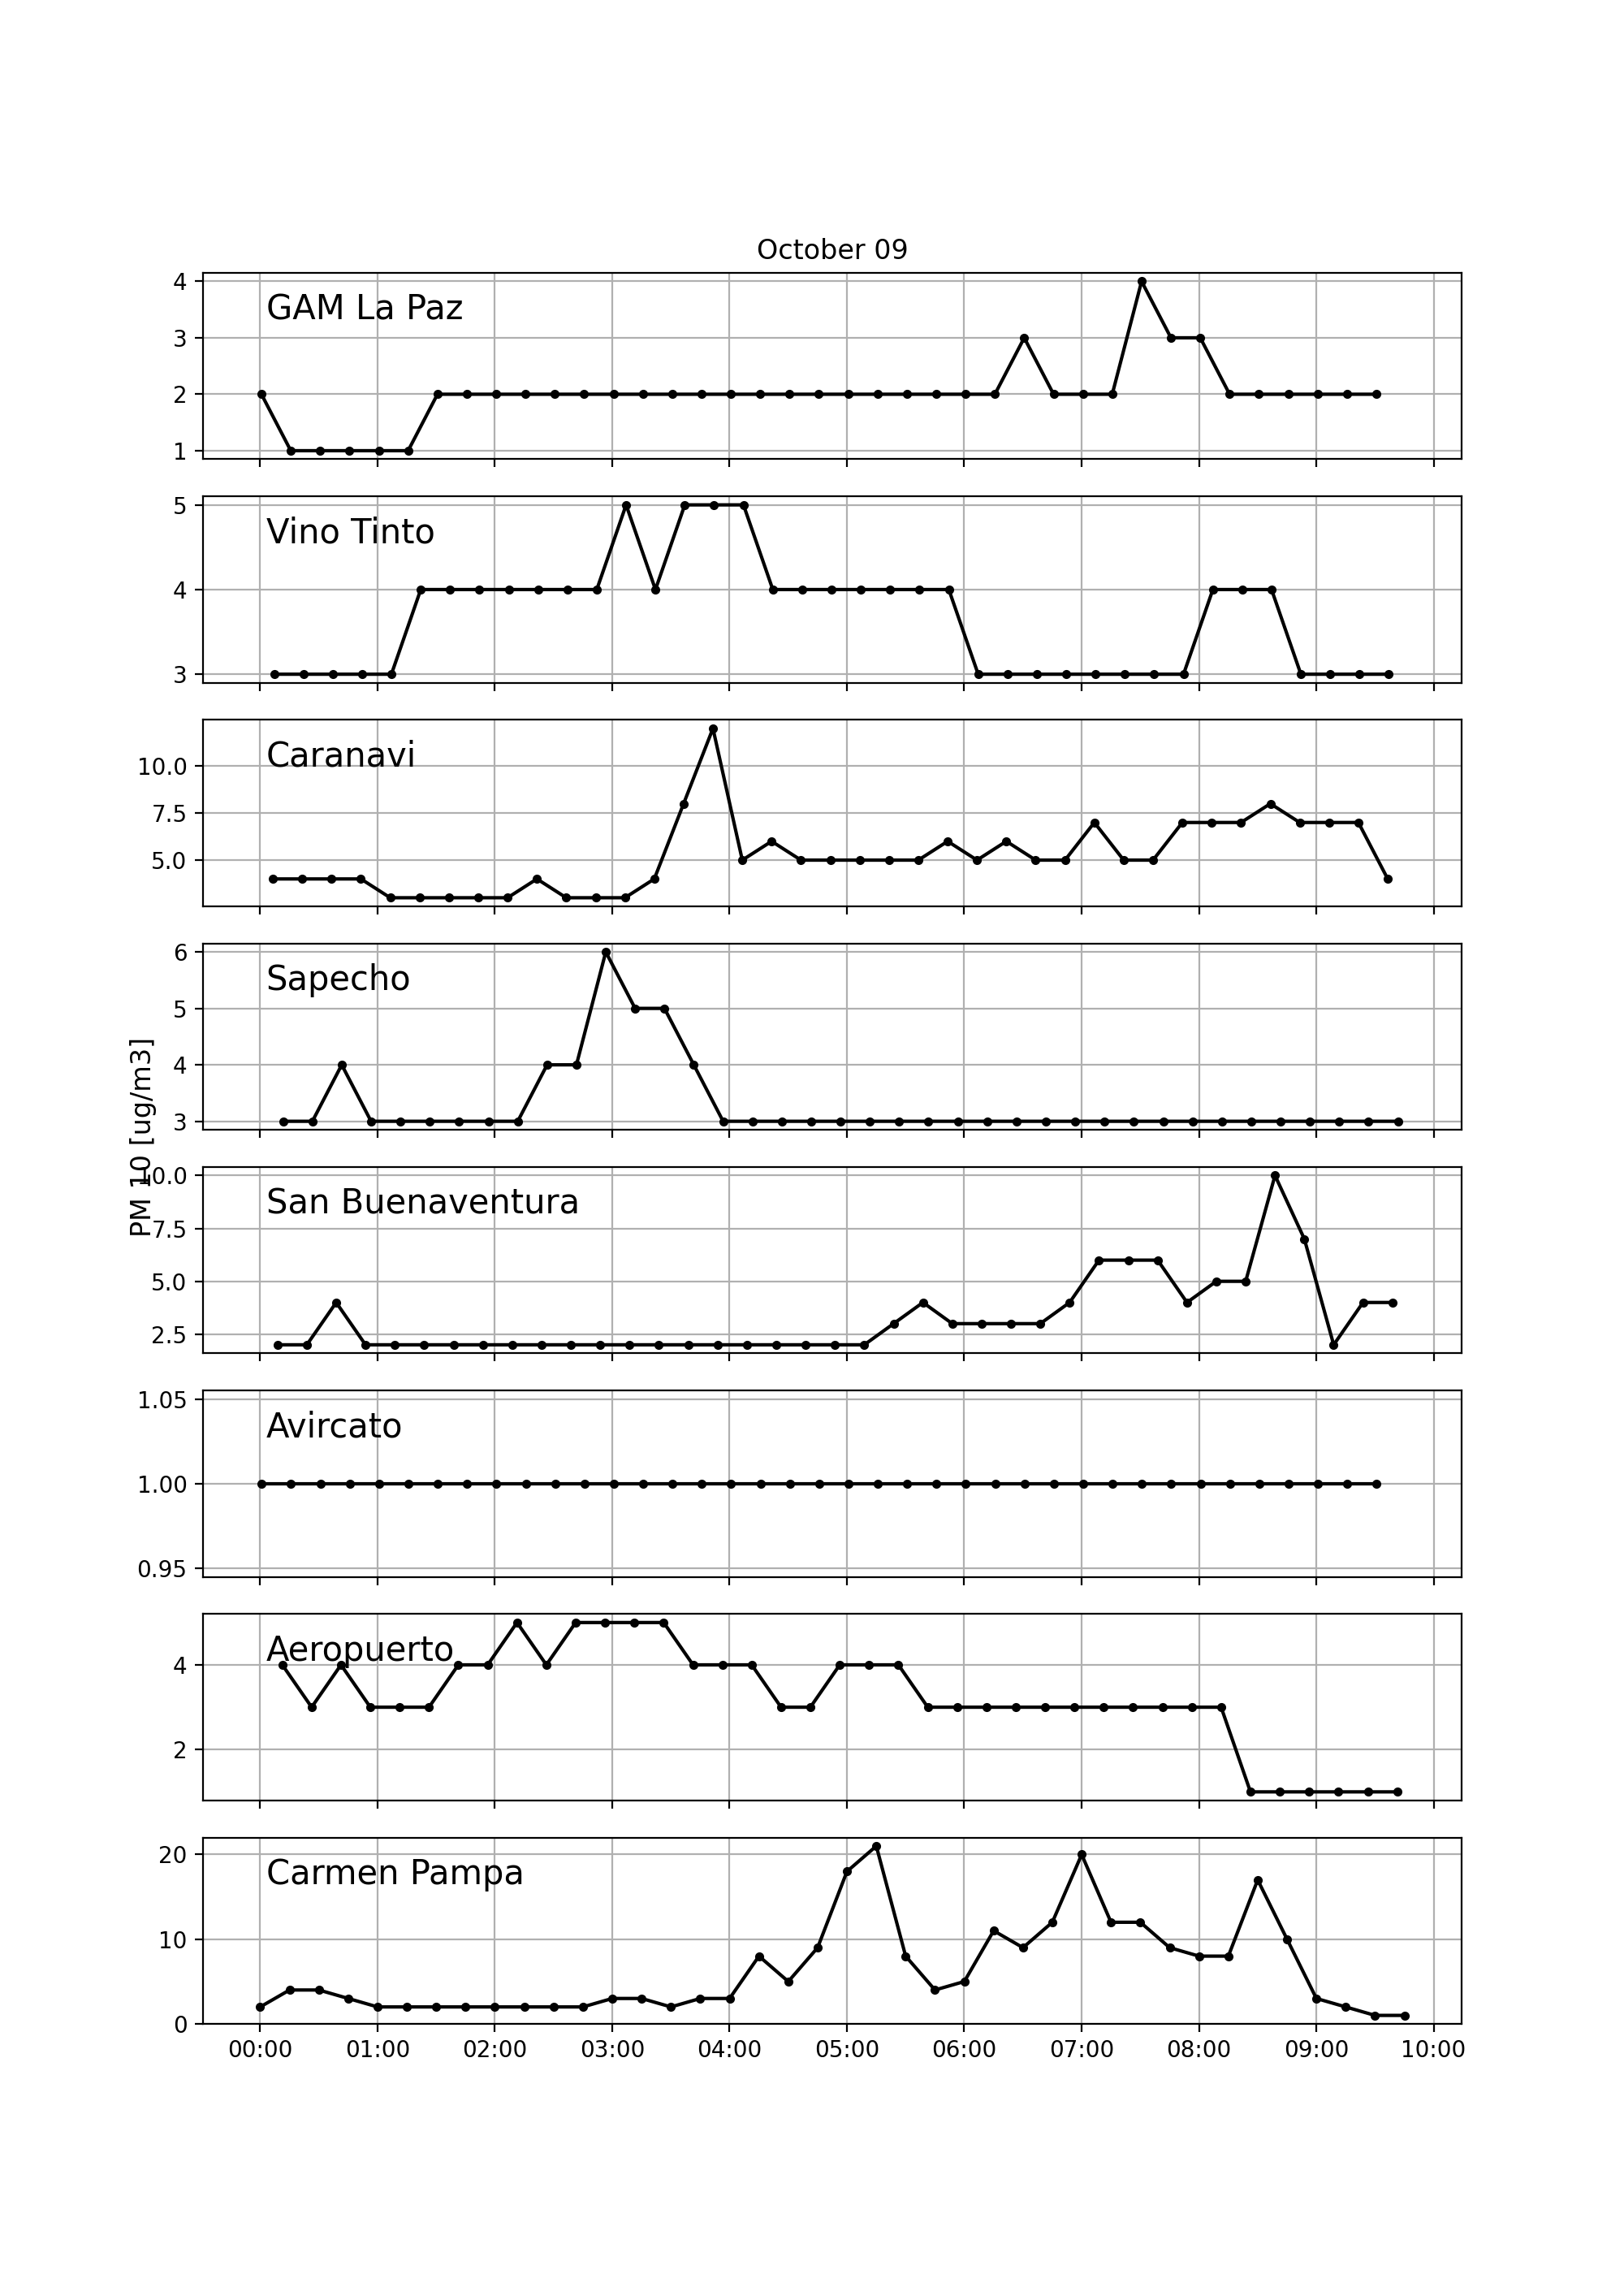 October 09
4
GAM La Paz
3
2
1
5
Vino Tinto
4
3
Caranavi
10.0
7.5
5.0
6
Sapecho
5
4
3
PM 10 [ug/m3]
10.0
San Buenaventura
7.5
5.0
2.5
1.05
Avircato
1.00
0.95
Aeropuerto
4
2
20
Carmen Pampa
10
0
00:00 01:00 02:00 03:00 04:00 05:00 06:00 07:00 08:00 09:00 10:00